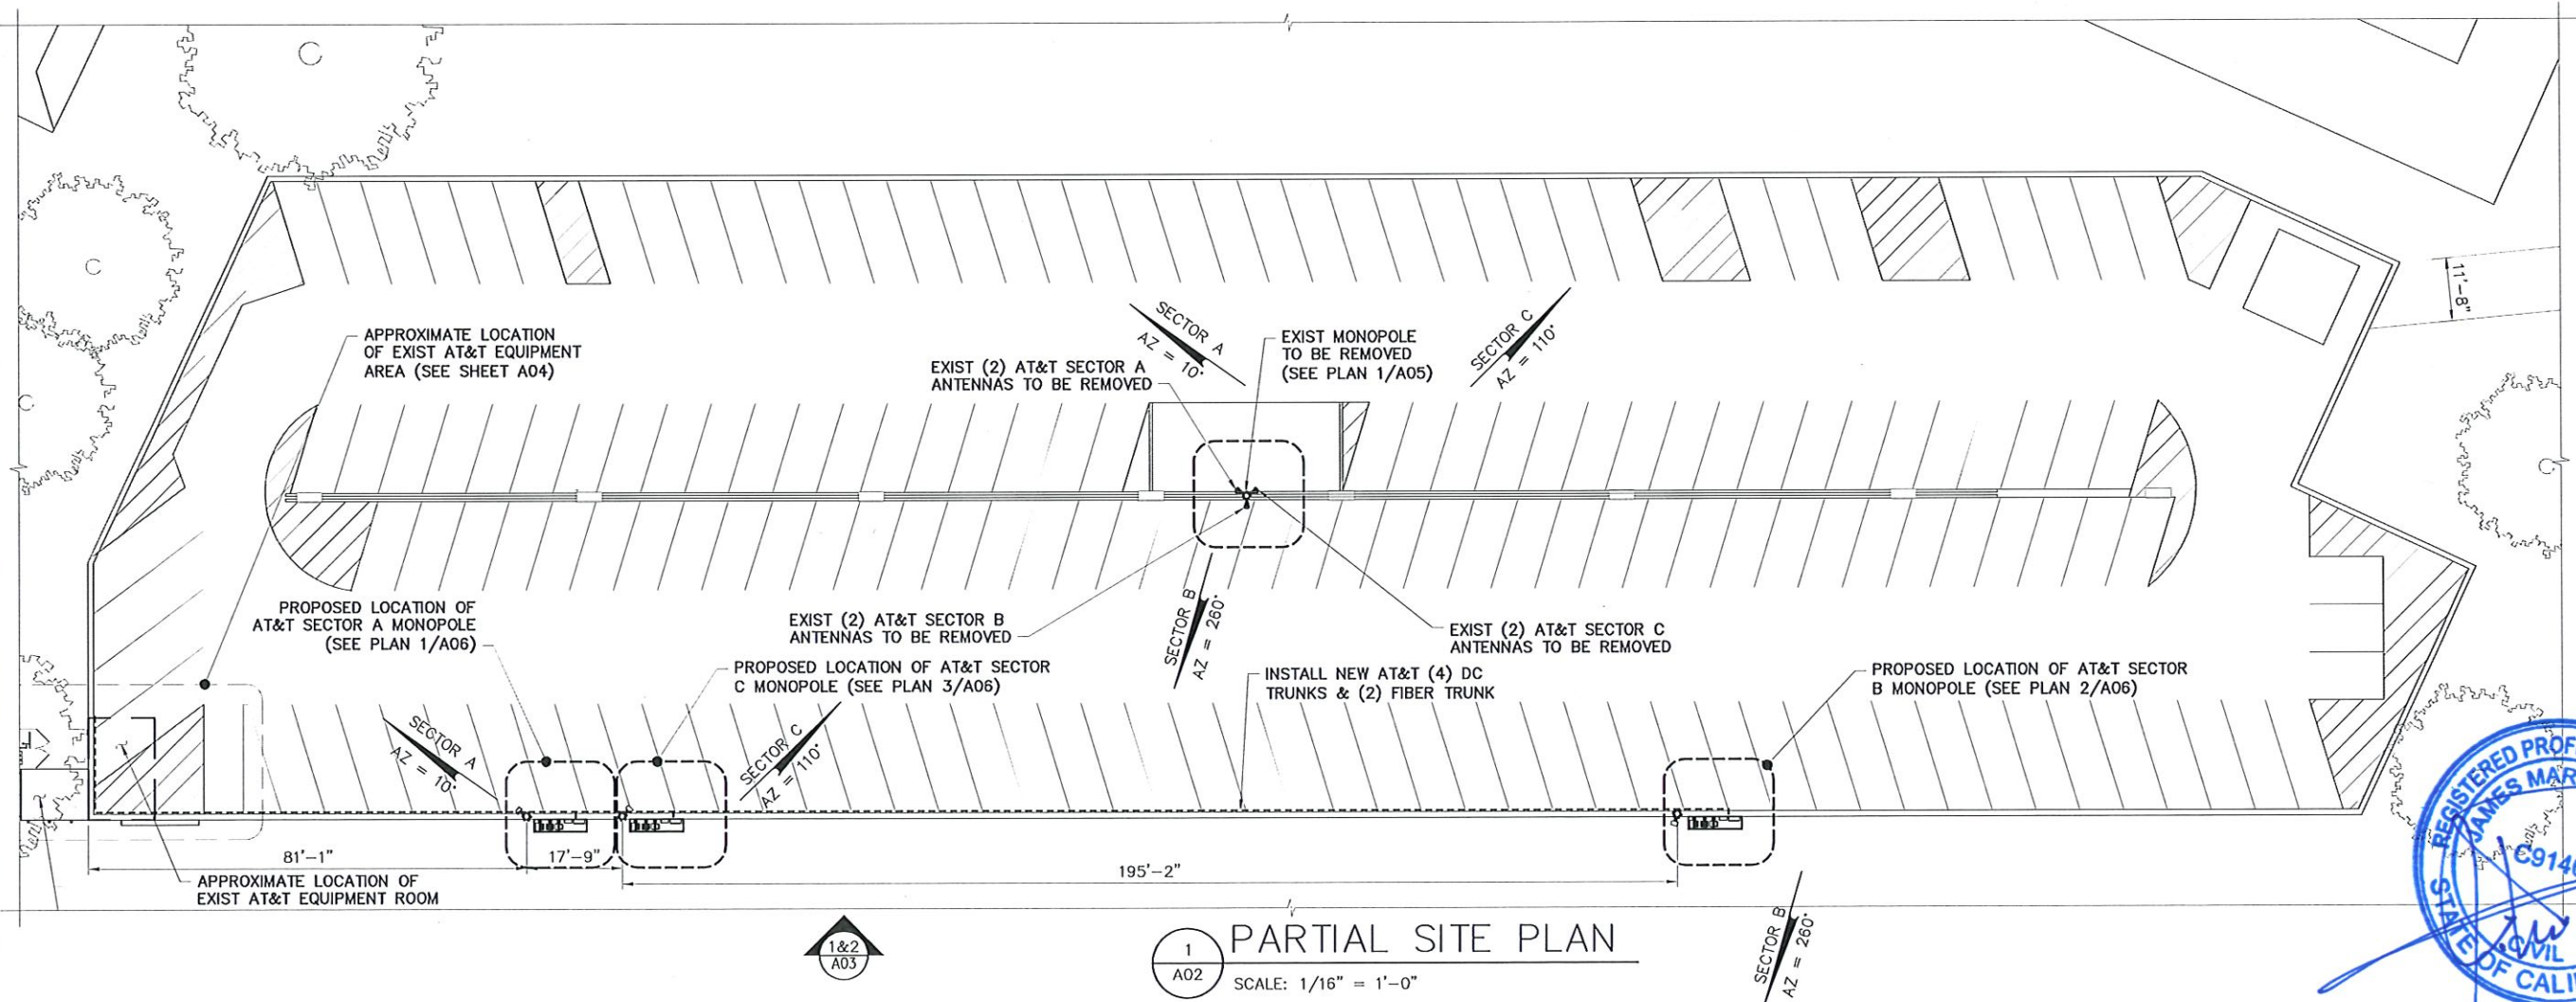 C
C
C
C
11'-8"
APPROXIMATE LOCATION
OF EXIST AT&T EQUIPMENT
AREA (SEE SHEET A04)
SECTOR A
AZ = 10°
EXIST (2) AT&T SECTOR A
ANTENNAS TO BE REMOVED
EXIST MONOPOLE
TO BE REMOVED
(SEE PLAN 1/A05)
SECTOR C
AZ = 110°
PROPOSED LOCATION OF
AT&T SECTOR A MONOPOLE
(SEE PLAN 1/A06)
EXIST (2) AT&T SECTOR B
ANTENNAS TO BE REMOVED
SECTOR B
AZ = 260°
EXIST (2) AT&T SECTOR C
ANTENNAS TO BE REMOVED
PROPOSED LOCATION OF AT&T SECTOR
C MONOPOLE (SEE PLAN 3/A06)
INSTALL NEW AT&T (4) DC
TRUNKS & (2) FIBER TRUNK
PROPOSED LOCATION OF AT&T SECTOR
B MONOPOLE (SEE PLAN 2/A06)
SECTOR A
AZ = 10°
SECTOR C
AZ = 110°
81'-1"
17'-9"
195'-2"
APPROXIMATE LOCATION OF
EXIST AT&T EQUIPMENT ROOM
1&2
A03
1
A02
PARTIAL SITE PLAN
SCALE: 1/16" = 1'-0"
SECTOR B
AZ = 260°
REGISTERED PROF
JAMES MAR
C914
CIVIL
STATE OF CALI